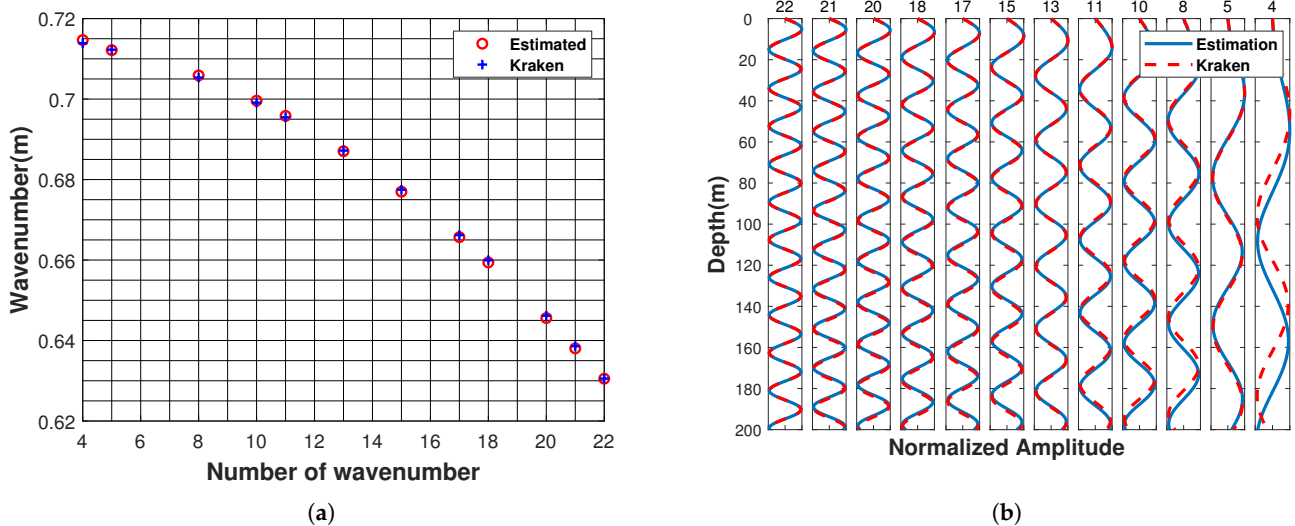 0.72
0.7
0.68
0.66
0.64
0.62
4 6 8 10 12 14 16 18 20 22
Wavenumber(m)
Number of wavenumber
Estimated
Kraken
(a)
22 21 20 18 17 15 13 11 10 8 5 4
0
20
40
60
80
100
120
140
160
180
200
Depth(m)
Normalized Amplitude
Estimation
Kraken
(b)